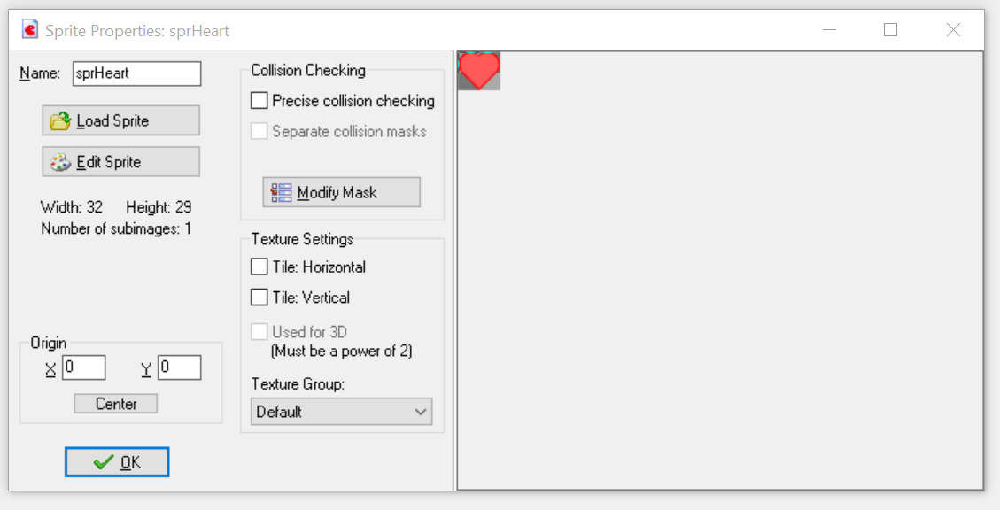 Sprite Properties: sprHeart
Name: sprHeart
Load Sprite
Edit Sprite
Width: 32 Height: 29
Number of subimages: 1
Origin
X 0 Y 0
Center
OK
Collision Checking
Precise collision checking
Separate collision masks
Modify Mask
Texture Settings
Tile: Horizontal
Tile: Vertical
Used for 3D
(Must be a power of 2)
Texture Group:
Default